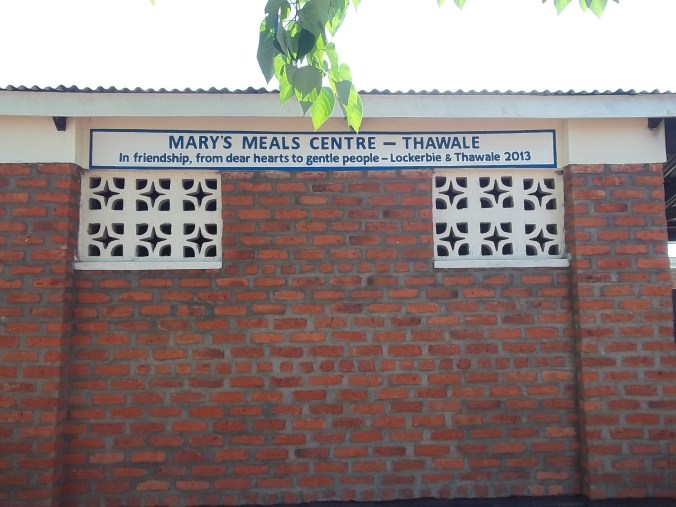 MARY'S MEALS CENTRE – THAWALE
In friendship, from dear hearts to gentle people – Lockerbie & Thawale 2013